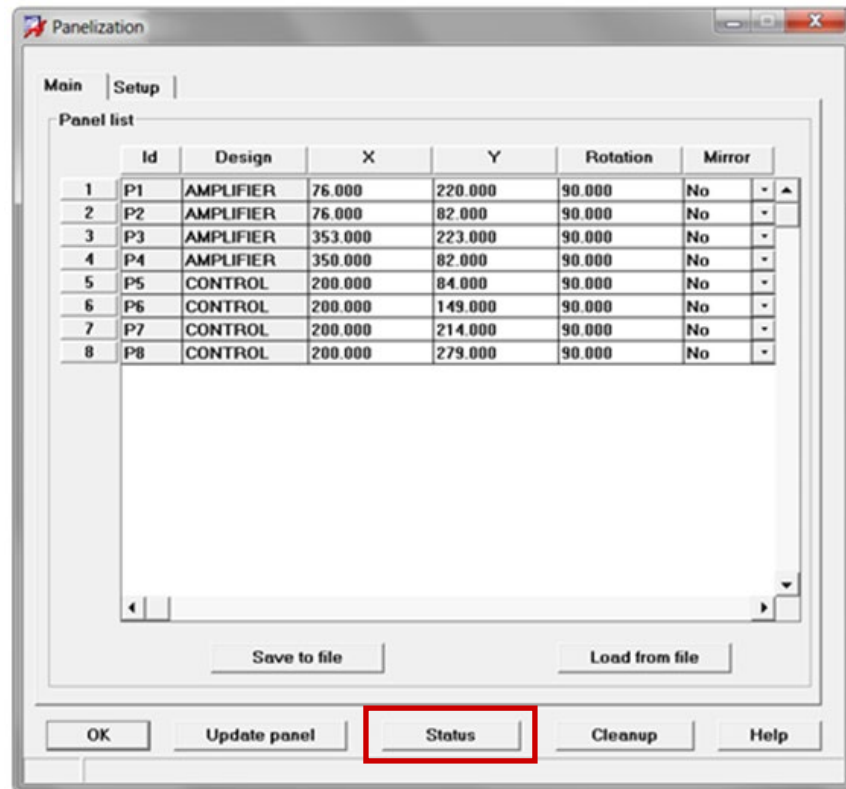 Panelization
Main Setup
Panel list
Id Design X Y Rotation Mirror
1 P1 AMPLIFIER 76.000 220.000 90.000 No
2 P2 AMPLIFIER 76.000 82.000 90.000 No
3 P3 AMPLIFIER 353.000 223.000 90.000 No
4 P4 AMPLIFIER 350.000 82.000 90.000 No
5 P5 CONTROL 200.000 84.000 90.000 No
6 P6 CONTROL 200.000 149.000 90.000 No
7 P7 CONTROL 200.000 214.000 90.000 No
8 P8 CONTROL 200.000 279.000 90.000 No
Save to file Load from file
OK Update panel Status Cleanup Help